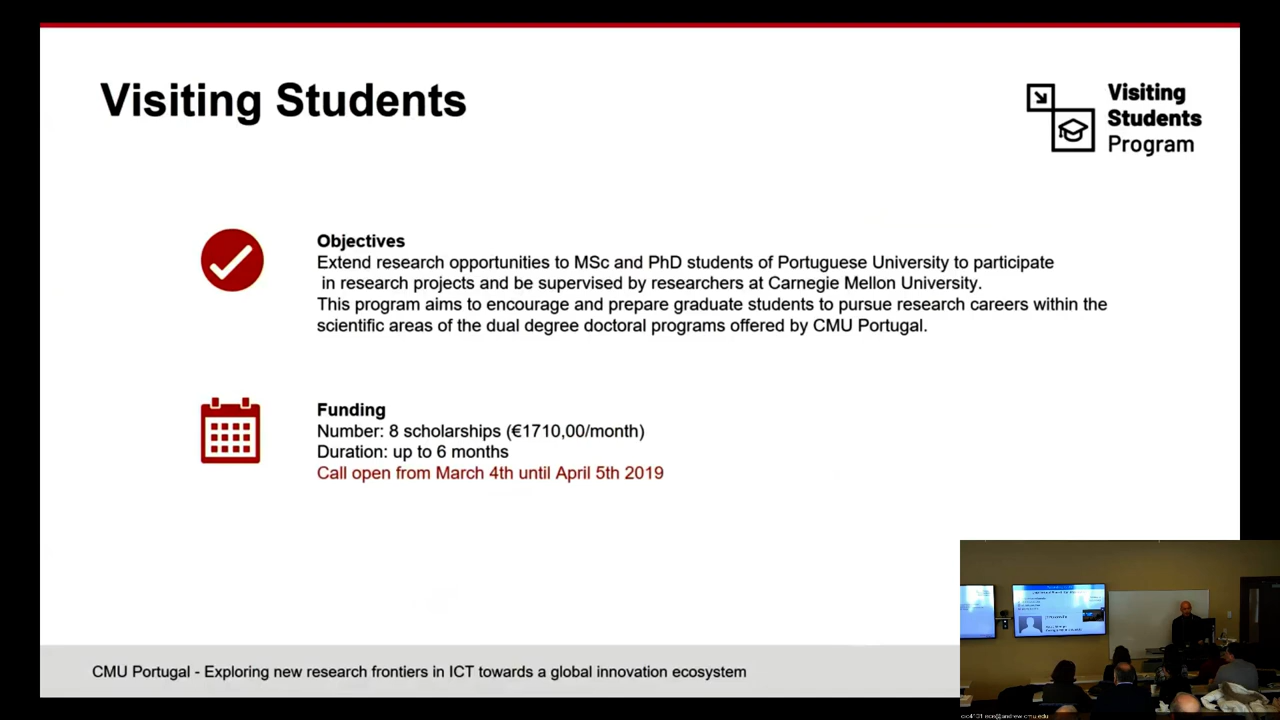 Visiting Students
Visiting
Students
Program
Objectives
Extend research opportunities to MSc and PhD students of Portuguese University to participate
in research projects and be supervised by researchers at Carnegie Mellon University.
This program aims to encourage and prepare graduate students to pursue research careers within the
scientific areas of the dual degree doctoral programs offered by CMU Portugal.
Funding
Number: 8 scholarships (€1710,00/month)
Duration: up to 6 months
Call open from March 4th until April 5th 2019
CMU Portugal - Exploring new research frontiers in ICT towards a global innovation ecosystem